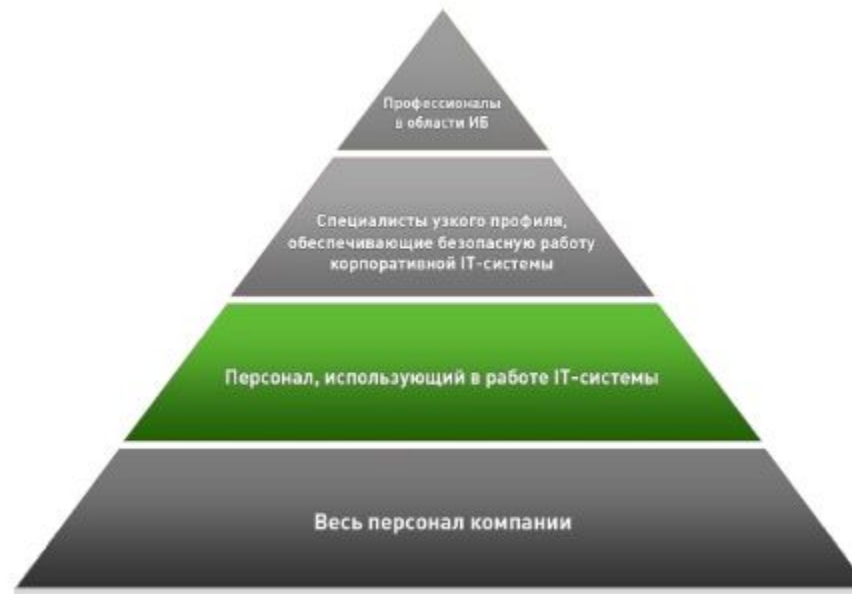 Профессионалы
в области ИБ
Специалисты узкого профиля,
обеспечивающие безопасную работу
корпоративной IT-системы
Персонал, использующий в работе IT-системы
Весь персонал компании